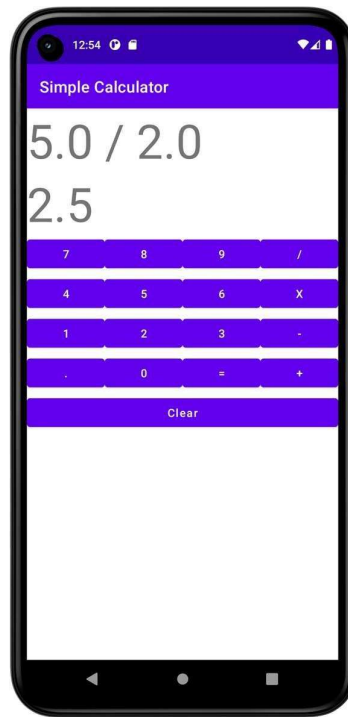 12:54
Simple Calculator
5.0 / 2.0
2.5
7 8 9 /
4 5 6 X
1 2 3 -
. 0 = +
Clear